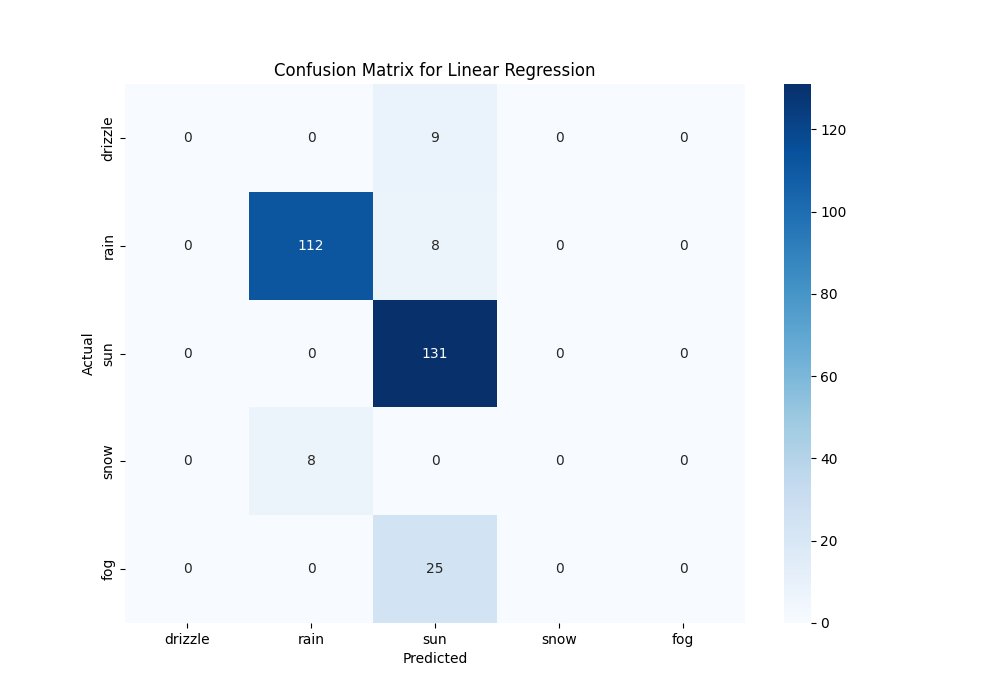 Confusion Matrix for Linear Regression
drizzle 0 0 9 0 0
rain 0 112 8 0 0
sun 0 0 131 0 0
snow 0 8 0 0 0
fog 0 0 25 0 0
Actual
drizzle rain sun snow fog
Predicted
120
100
80
60
40
20
0